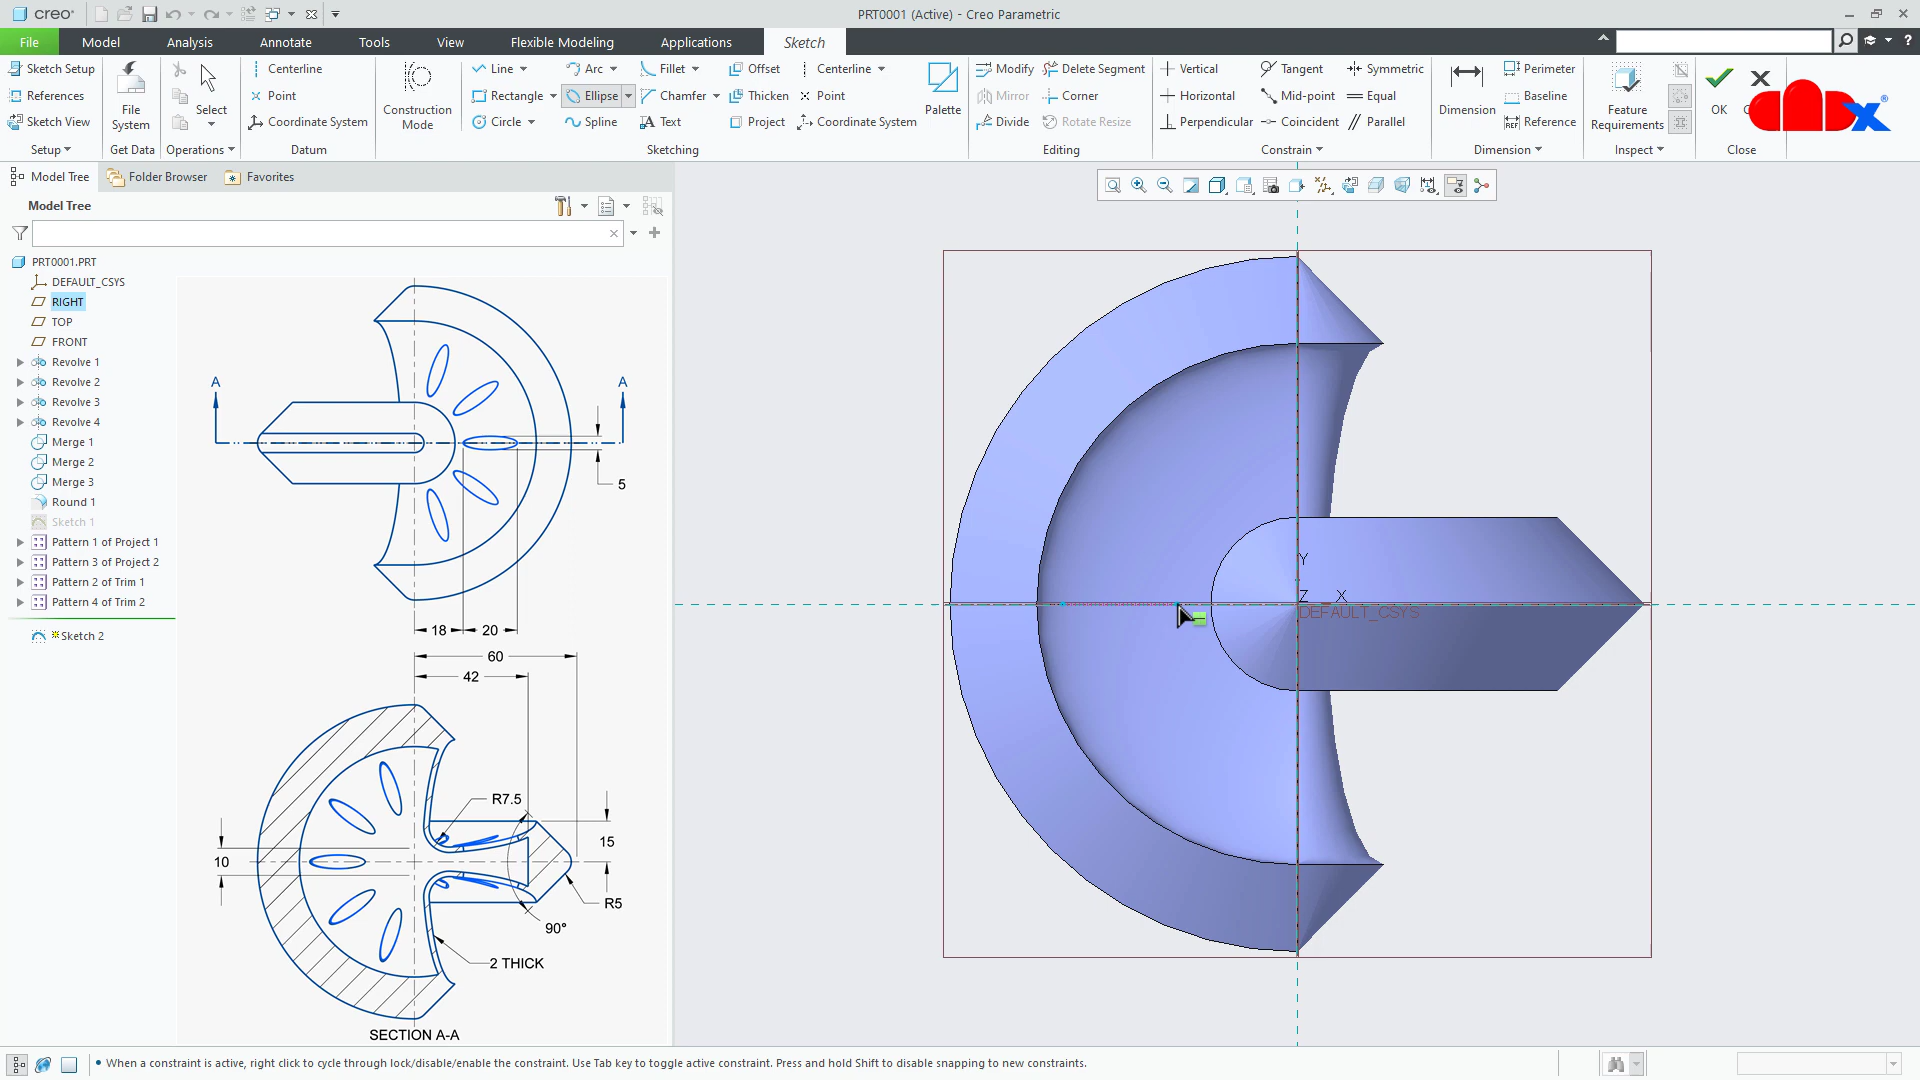 creo®
PRT0001 (Active) - Creo Parametric
File Model Analysis Annotate Tools View Flexible Modeling Applications Sketch
Sketch Setup
References
Sketch View
Setup
File System
Get Data
Select
Operations
Centerline
Point
Coordinate System
Datum
Construction Mode
Line Arc Fillet Offset Centerline
Rectangle Ellipse Chamfer Thicken Point
Circle Spline Text Project Coordinate System
Palette
Sketching
Modify Delete Segment
Mirror Corner
Divide Rotate Resize
Editing
Vertical Tangent Symmetric
Horizontal Mid-point Equal
Perpendicular Coincident Parallel
Constrain
Dimension
Perimeter
Baseline
REF Reference
Dimension
Feature Requirements
Inspect
OK
Close
Model Tree Folder Browser Favorites
Model Tree
PRT0001.PRT
DEFAULT_CSYS
RIGHT
TOP
FRONT
Revolve 1
Revolve 2
Revolve 3
Revolve 4
Merge 1
Merge 2
Merge 3
Round 1
Sketch 1
Pattern 1 of Project 1
Pattern 3 of Project 2
Pattern 2 of Trim 1
Pattern 4 of Trim 2
Sketch 2
A A
5
18 20
60
42
R7.5
15
10
R5
90°
2 THICK
SECTION A-A
Y
Z X
DEFAULT_CSYS
When a constraint is active, right click to cycle through lock/disable/enable the constraint. Use Tab key to toggle active constraint. Press and hold Shift to disable snapping to new constraints.